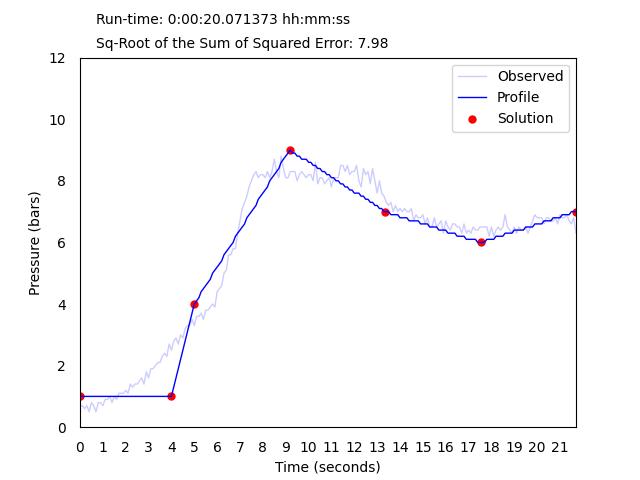 Run-time: 0:00:20.071373 hh:mm:ss
Sq-Root of the Sum of Squared Error: 7.98
12
10
8
6
4
2
0
Pressure (bars)
Observed
Profile
Solution
0 1 2 3 4 5 6 7 8 9 10 11 12 13 14 15 16 17 18 19 20 21
Time (seconds)